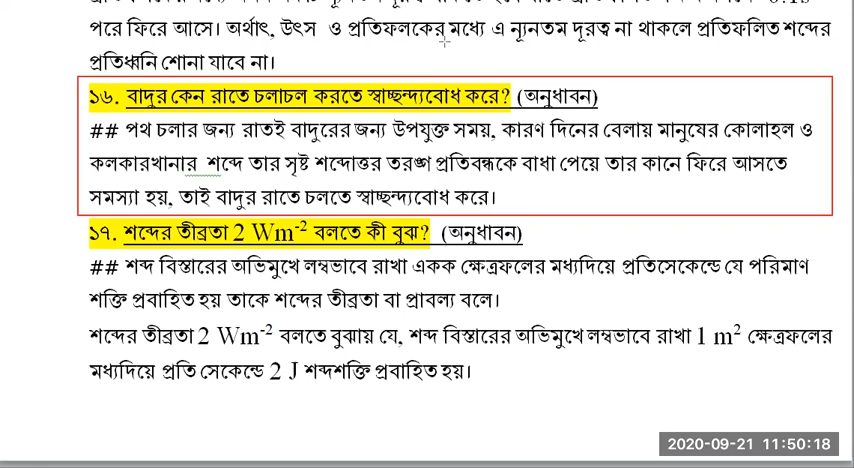 পরে ফিরে আসে। অর্থাৎ, উৎস ও প্রতিফলকের মধ্যে এ ন্যূনতম দূরত্ব না থাকলে প্রতিফলিত শব্দের
প্রতিধ্বনি শোনা যাবে না।
১৬. বাদুর কেন রাতে চলাচল করতে স্বাচ্ছন্দ্যবোধ করে? (অনুধাবন)
## পথ চলার জন্য রাতই বাদুরের জন্য উপযুক্ত সময়, কারণ দিনের বেলায় মানুষের কোলাহল ও
কলকারখানার শব্দে তার সৃষ্ট শব্দোত্তর তরঙ্গ প্রতিবন্ধকে বাধা পেয়ে তার কানে ফিরে আসতে
সমস্যা হয়, তাই বাদুর রাতে চলতে স্বাচ্ছন্দ্যবোধ করে।
১৭. শব্দের তীব্রতা 2 Wm⁻² বলতে কী বুঝ? (অনুধাবন)
## শব্দ বিস্তারের অভিমুখে লম্বভাবে রাখা একক ক্ষেত্রফলের মধ্যদিয়ে প্রতিসেকেন্ডে যে পরিমাণ
শক্তি প্রবাহিত হয় তাকে শব্দের তীব্রতা বা প্রাবল্য বলে।
শব্দের তীব্রতা 2 Wm⁻² বলতে বুঝায় যে, শব্দ বিস্তারের অভিমুখে লম্বভাবে রাখা 1 m² ক্ষেত্রফলের
মধ্যদিয়ে প্রতি সেকেন্ডে 2 J শব্দশক্তি প্রবাহিত হয়।
2020-09-21 11:50:18